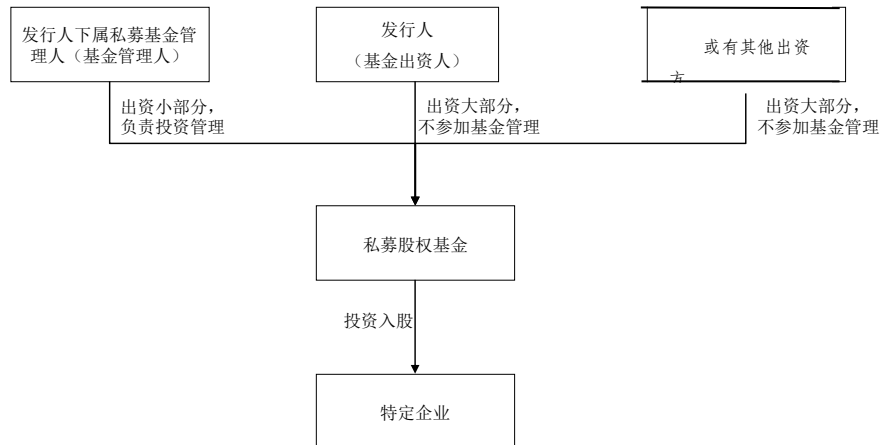 发行人下属私募基金管
理人（基金管理人）
发行人
（基金出资人）
或有其他出资
方
出资小部分，
负责投资管理
出资大部分，
不参加基金管理
出资大部分，
不参加基金管理
私募股权基金
投资入股
特定企业